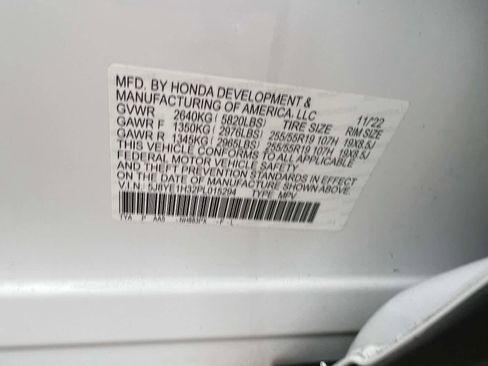 MFD. BY HONDA DEVELOPMENT &
MANUFACTURING OF AMERICA, LLC 11/22
GVWR 2640KG ( 5820LBS) TIRE SIZE RIM SIZE
GAWR F 1350KG ( 2976LBS) 255/55R19 107H 19X8.5J
GAWR R 1345KG ( 2965LBS) 255/55R19 107H 19X8.5J
THIS VEHICLE CONFORMS TO ALL APPLICABLE
FEDERAL MOTOR VEHICLE SAFETY
AND THEFT PREVENTION STANDARDS IN EFFECT
ON THE DATE OF MANUFACTURE SHOWN ABOVE.
V.I.N.: 5J8YE1H32PL015294 TYPE: MPV